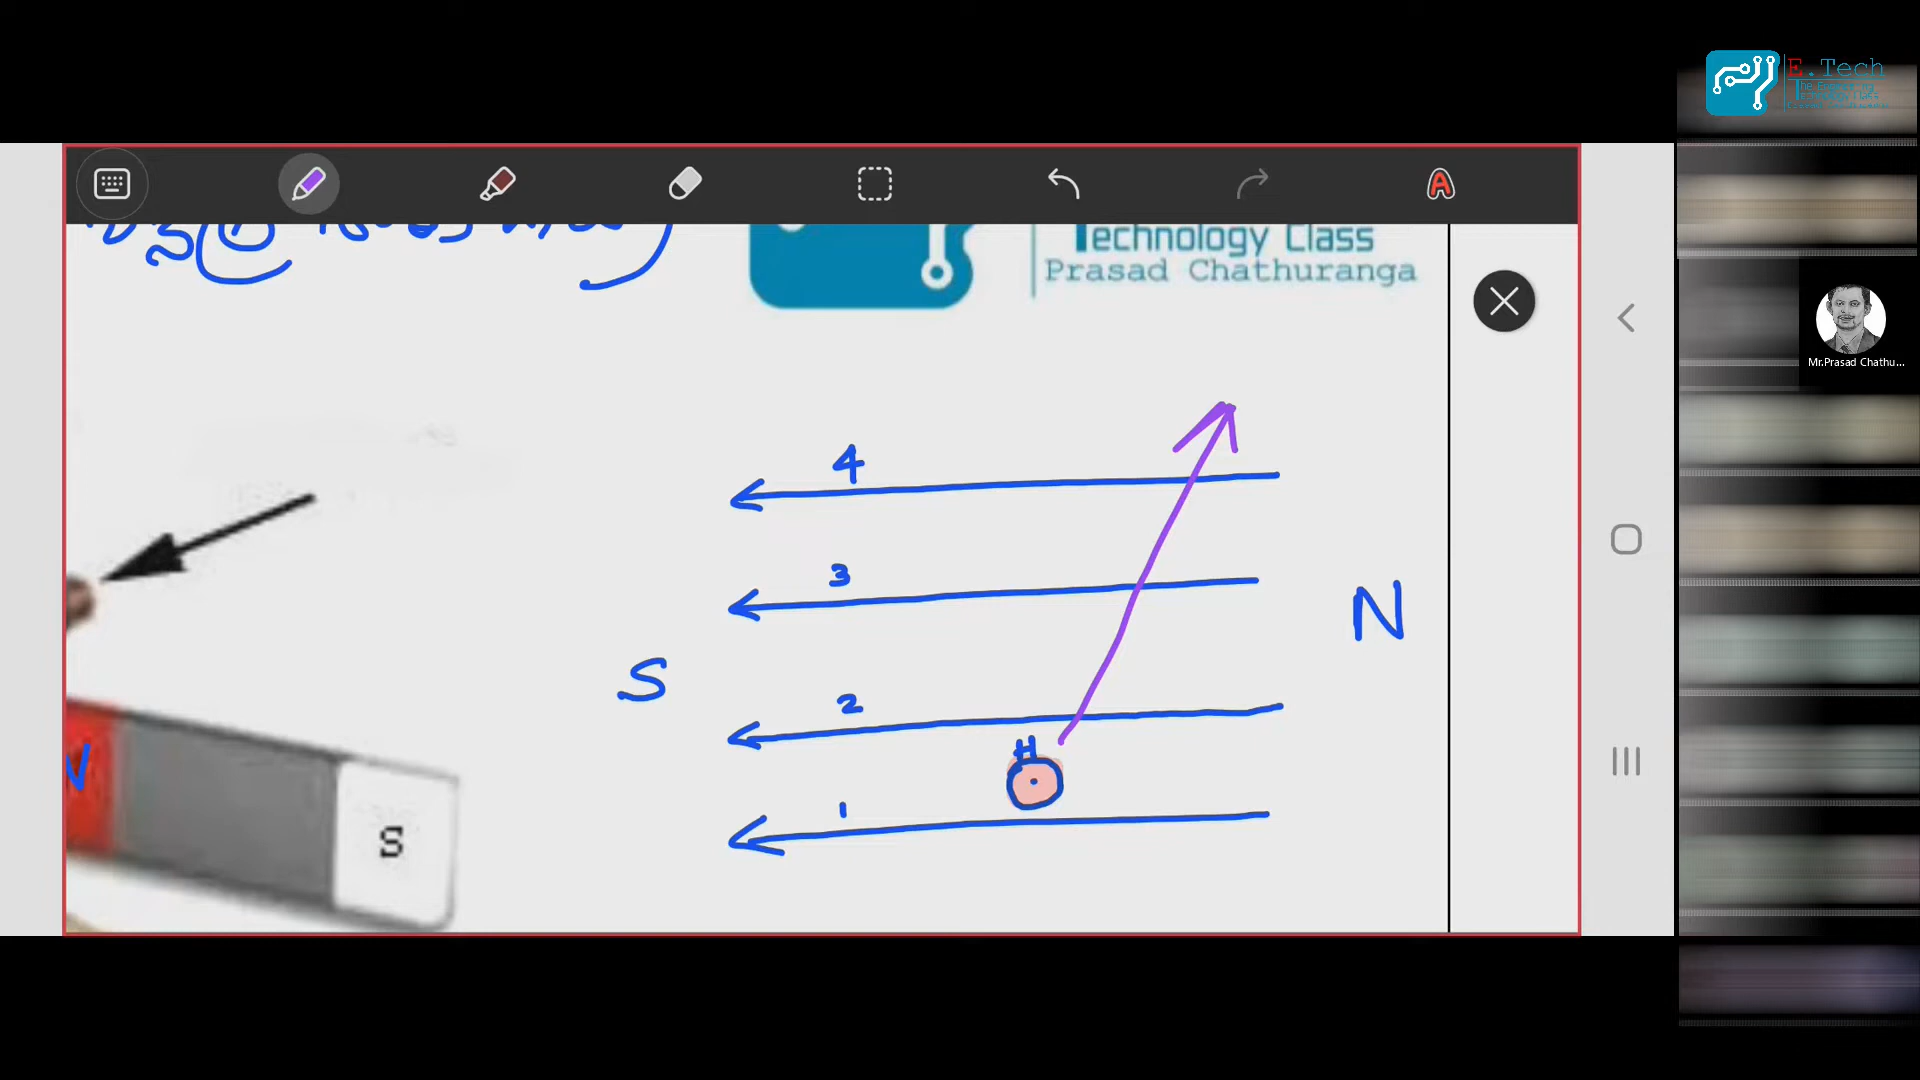 E.Tech
Technology Class
Prasad Chathuranga
Mr.Prasad Chathu...
4
3
N
S
2
H
1
N
S